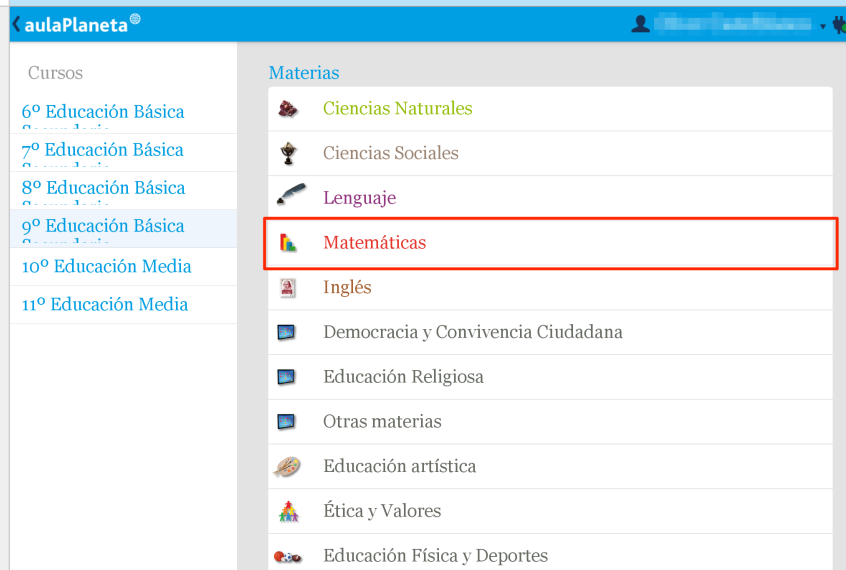 aulaPlaneta
Cursos
6º Educación Básica
7º Educación Básica
8º Educación Básica
9º Educación Básica
10º Educación Media
11º Educación Media
Materias
Ciencias Naturales
Ciencias Sociales
Lenguaje
Matemáticas
Inglés
Democracia y Convivencia Ciudadana
Educación Religiosa
Otras materias
Educación artística
Ética y Valores
Educación Física y Deportes